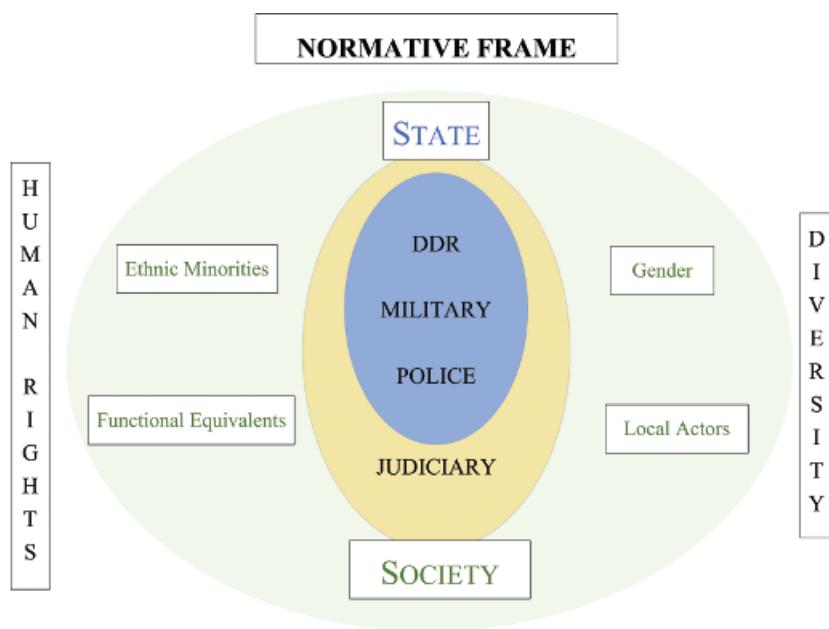 NORMATIVE FRAME
STATE
HUMAN RIGHTS
DIVERSITY
DDR
Ethnic Minorities
Gender
MILITARY
POLICE
Functional Equivalents
Local Actors
JUDICIARY
SOCIETY